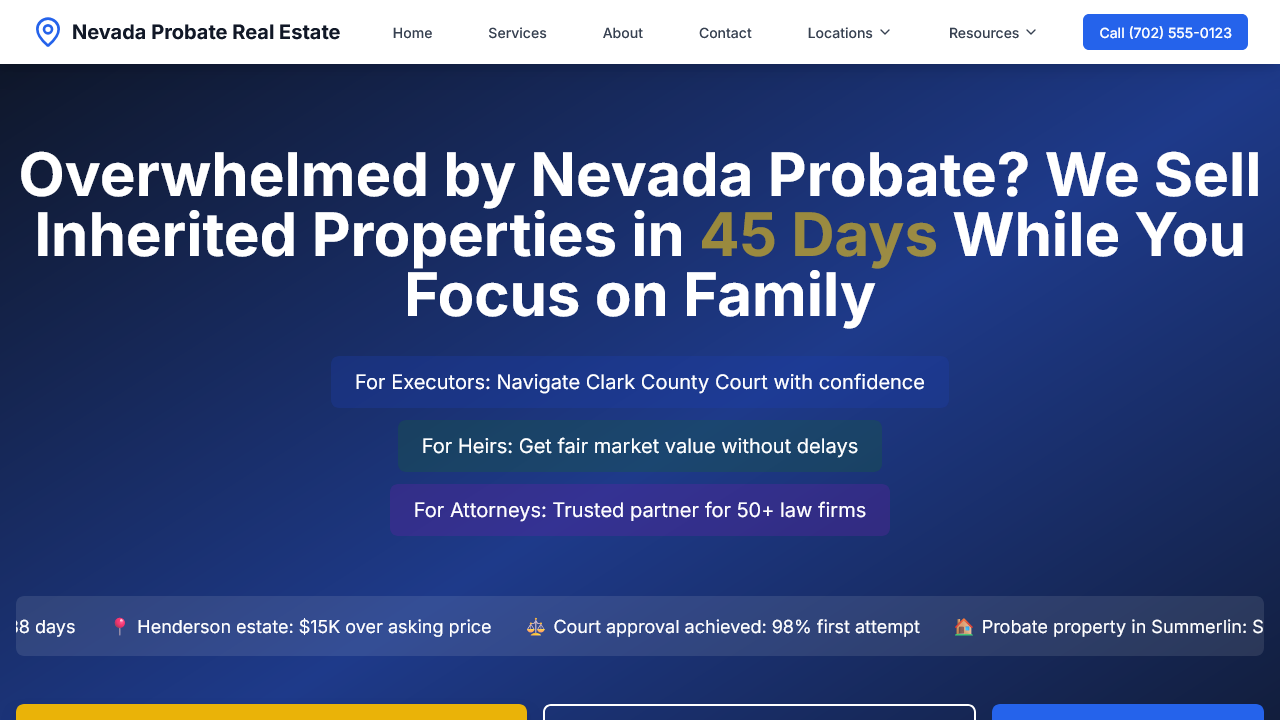 Nevada Probate Real Estate
Home
Services
About
Contact
Locations
Resources
Call (702) 555-0123
Overwhelmed by Nevada Probate? We Sell
Inherited Properties in 45 Days While You
Focus on Family
For Executors: Navigate Clark County Court with confidence
For Heirs: Get fair market value without delays
For Attorneys: Trusted partner for 50+ law firms
days 📍 Henderson estate: $15K over asking price ⚖️ Court approval achieved: 98% first attempt 🏠 Probate property in Summerlin: